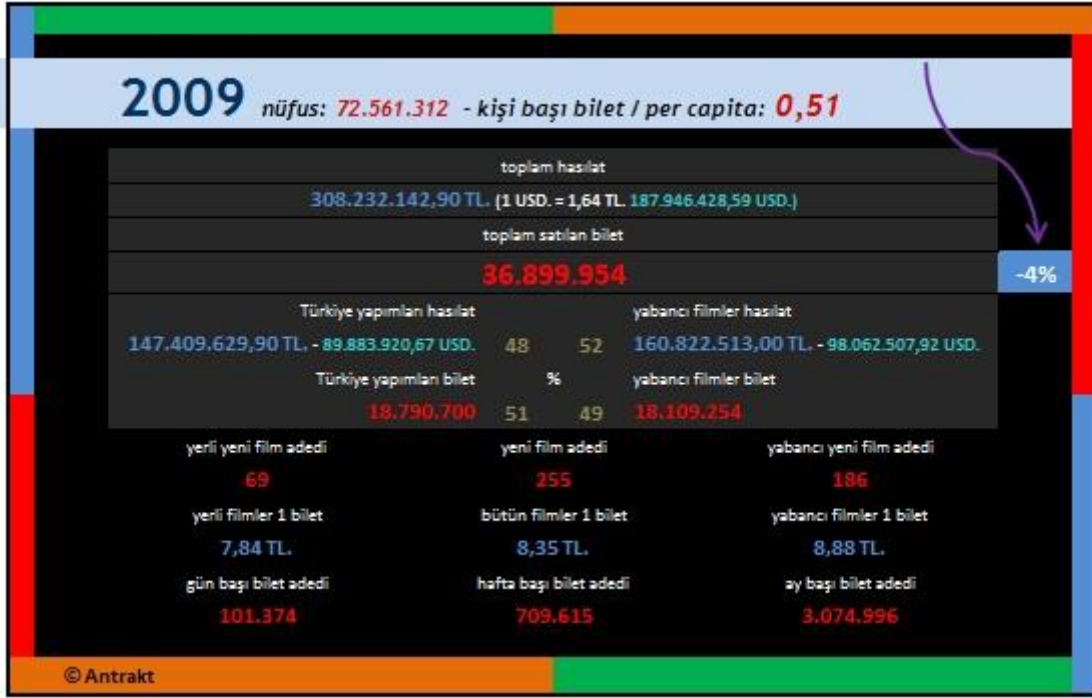 2009 nüfus: 72.561.312 - kişi başı bilet / per capita: 0,51
toplam hasılat
308.232.142,90 TL. (1 USD. = 1,64 TL. 187.946.428,59 USD.)
toplam satılan bilet
36.899.954
-4%
Türkiye yapımları hasılat yabancı filmler hasılat
147.409.629,90 TL. - 89.883.920,67 USD. 48 52 160.822.513,00 TL. - 98.062.507,92 USD.
Türkiye yapımları bilet % yabancı filmler bilet
18.790.700 51 49 18.109.254
yerli yeni film adedi yeni film adedi yabancı yeni film adedi
69 255 186
yerli filmler 1 bilet bütün filmler 1 bilet yabancı filmler 1 bilet
7,84 TL. 8,35 TL. 8,88 TL.
gün başı bilet adedi hafta başı bilet adedi ay başı bilet adedi
101.374 709.615 3.074.996
© Antrakt